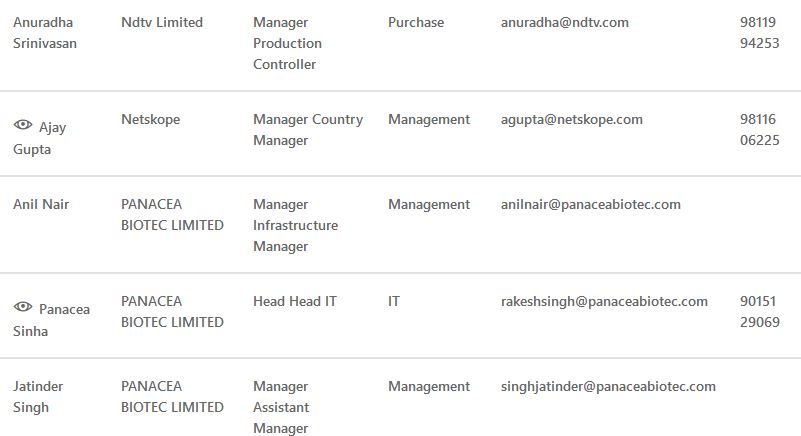 Anuradha Ndtv Limited Manager Purchase anuradha@ndtv.com 98119
Srinivasan Production 94253
Controller
Ajay Netskope Manager Country Management agupta@netskope.com 98116
Gupta Manager 06225
Anil Nair PANACEA Manager Management anilnair@panaceabiotec.com
BIOTEC LIMITED Infrastructure
Manager
Panacea PANACEA Head Head IT IT rakeshsingh@panaceabiotec.com 90151
Sinha BIOTEC LIMITED 29069
Jatinder PANACEA Manager Management singhjatinder@panaceabiotec.com
Singh BIOTEC LIMITED Assistant
Manager